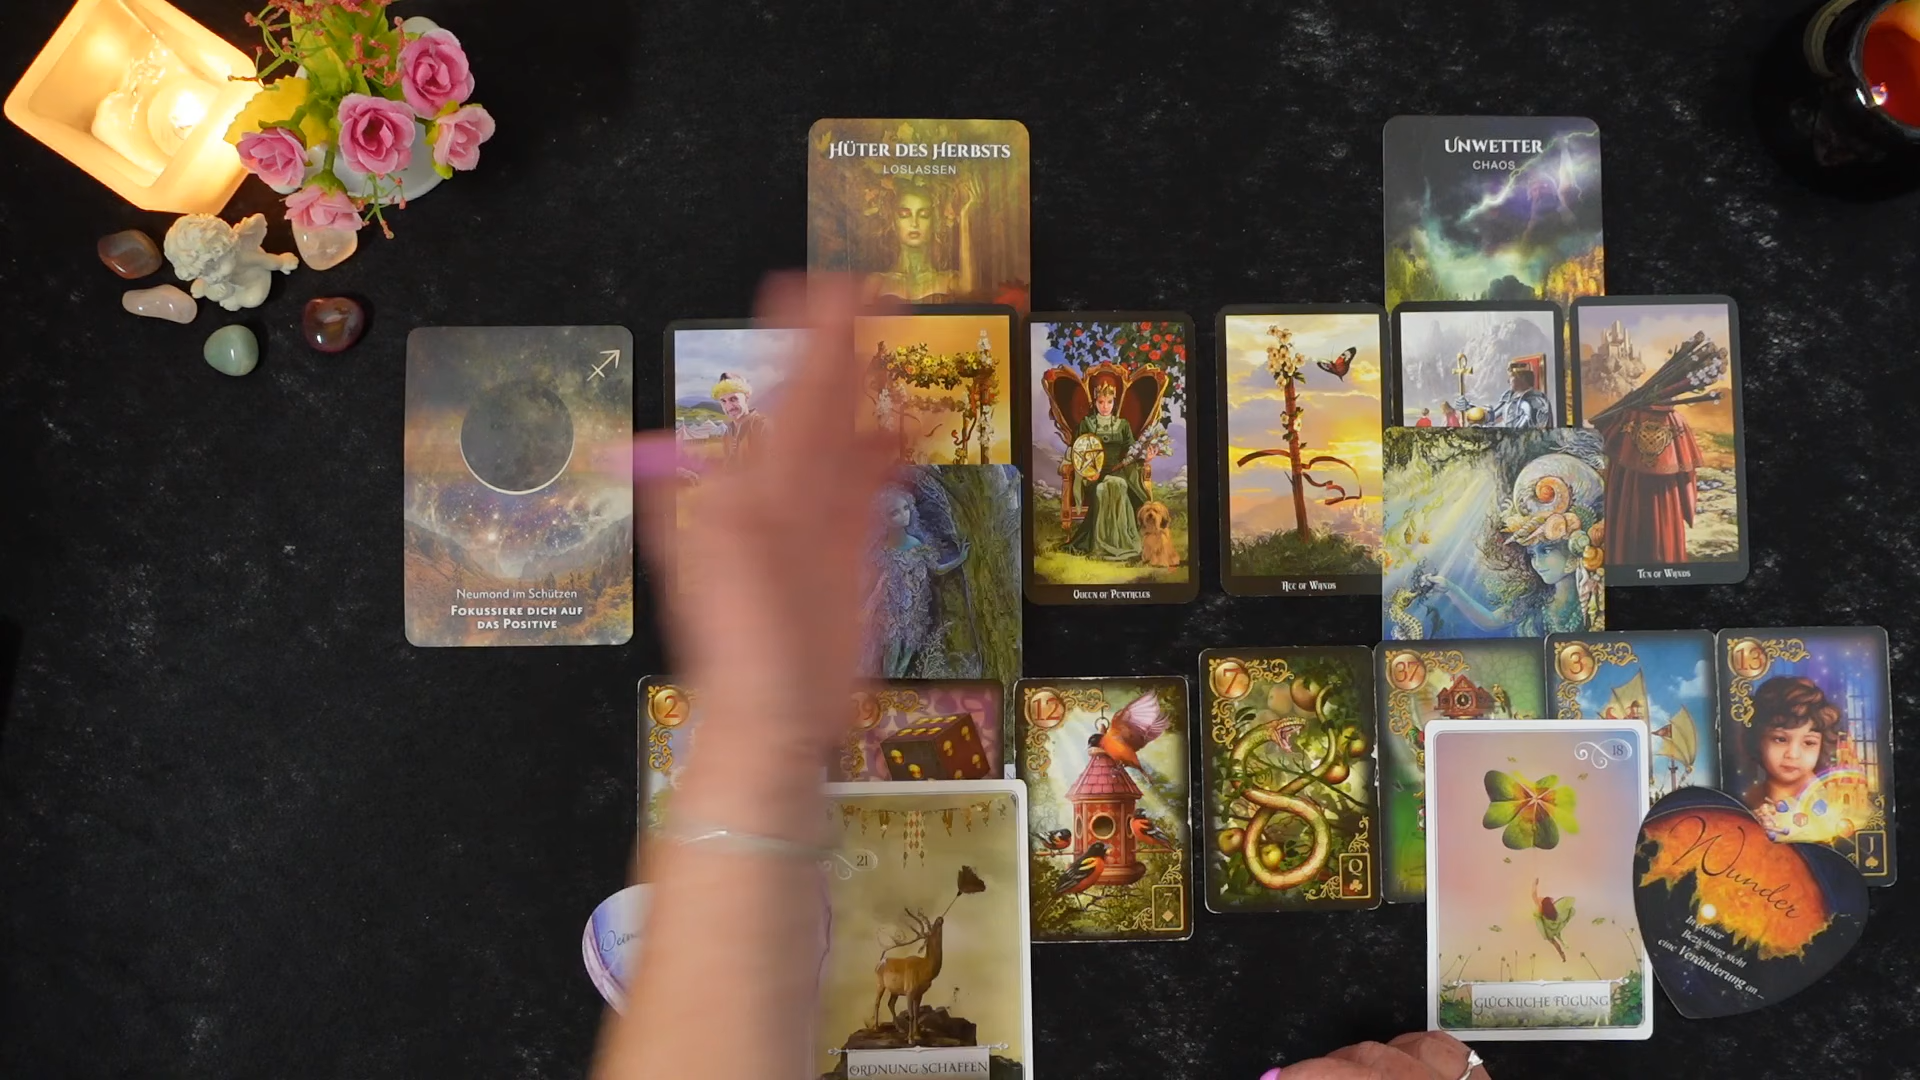 HÜTER DES HERBSTS
LOSLASSEN
UNWETTER
CHAOS
Neumond im Schützen
FOKUSSIERE DICH AUF
DAS POSITIVE
QUEEN OF PENTACLES
ACE OF WANDS
TEN OF WANDS
2
12
7
7
Q
37
3
13
J
21
ORDNUNG SCHAFFEN
18
GLÜCKLICHE FÜGUNG
Wunder
In deiner
Beziehung steht
eine Veränderung an ...